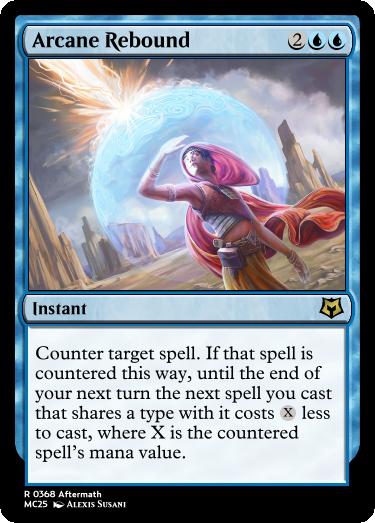 Arcane Rebound 2
Instant
Counter target spell. If that spell is
countered this way, until the end of
your next turn the next spell you cast
that shares a type with it costs X less
to cast, where X is the countered
spell's mana value.
R 0368 Aftermath
MC25 Alexis Susani